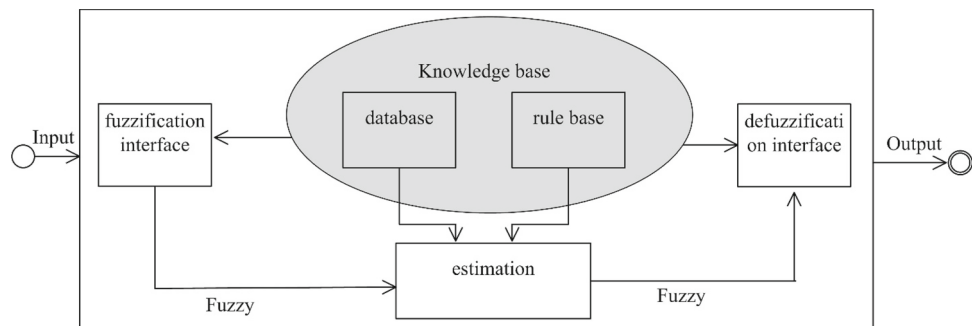 Knowledge base
Input
fuzzification
interface
database
rule base
defuzzificati
on interface
Output
estimation
Fuzzy
Fuzzy